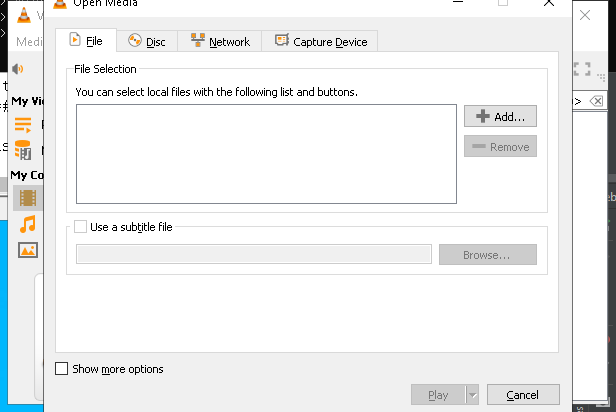 Open Media
V
Medi
File
Disc
Network
Capture Device
File Selection
You can select local files with the following list and buttons.
Add...
Remove
Use a subtitle file
Browse...
Show more options
Play
Cancel
My Vi
My Co